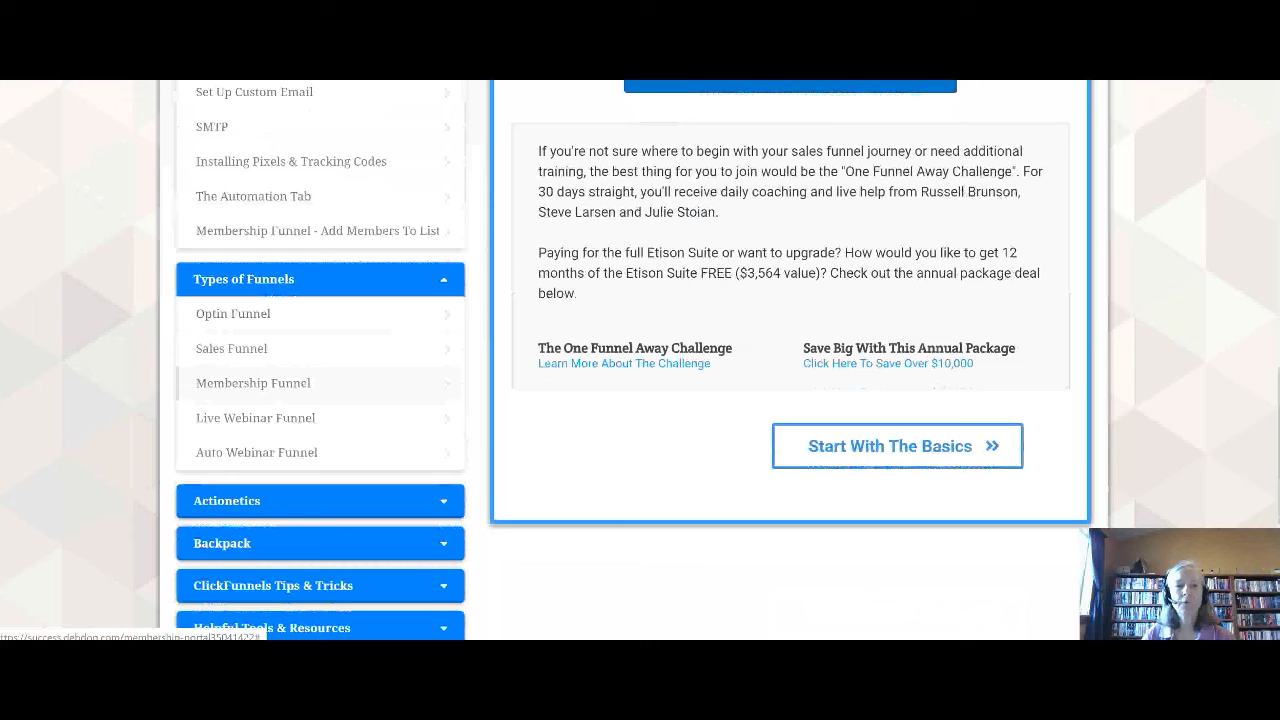 Set Up Custom Email
SMTP
Installing Pixels & Tracking Codes
The Automation Tab
Membership Funnel - Add Members To List
Types of Funnels
Optin Funnel
Sales Funnel
Membership Funnel
Live Webinar Funnel
Auto Webinar Funnel
Actionetics
Backpack
ClickFunnels Tips & Tricks
Helpful Tools & Resources
If you're not sure where to begin with your sales funnel journey or need additional
training, the best thing for you to join would be the "One Funnel Away Challenge". For
30 days straight, you'll receive daily coaching and live help from Russell Brunson,
Steve Larsen and Julie Stoian.
Paying for the full Etison Suite or want to upgrade? How would you like to get 12
months of the Etison Suite FREE ($3,564 value)? Check out the annual package deal
below.
The One Funnel Away Challenge
Learn More About The Challenge
Save Big With This Annual Package
Click Here To Save Over $10,000
Start With The Basics